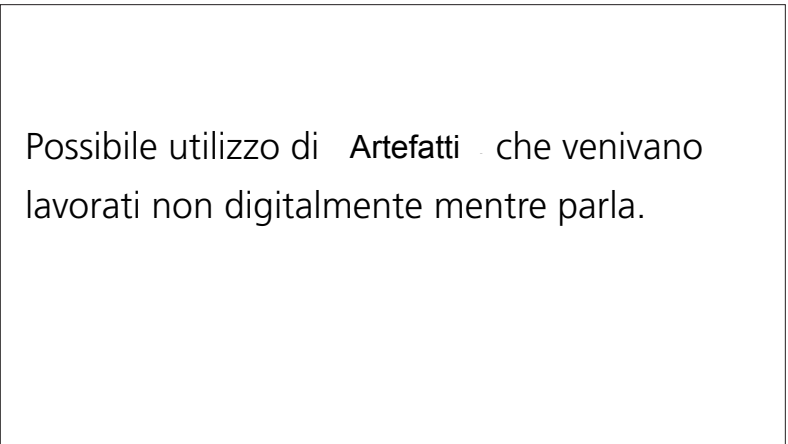 Possibile utilizzo di Artefatti che venivano
lavorati non digitalmente mentre parla.